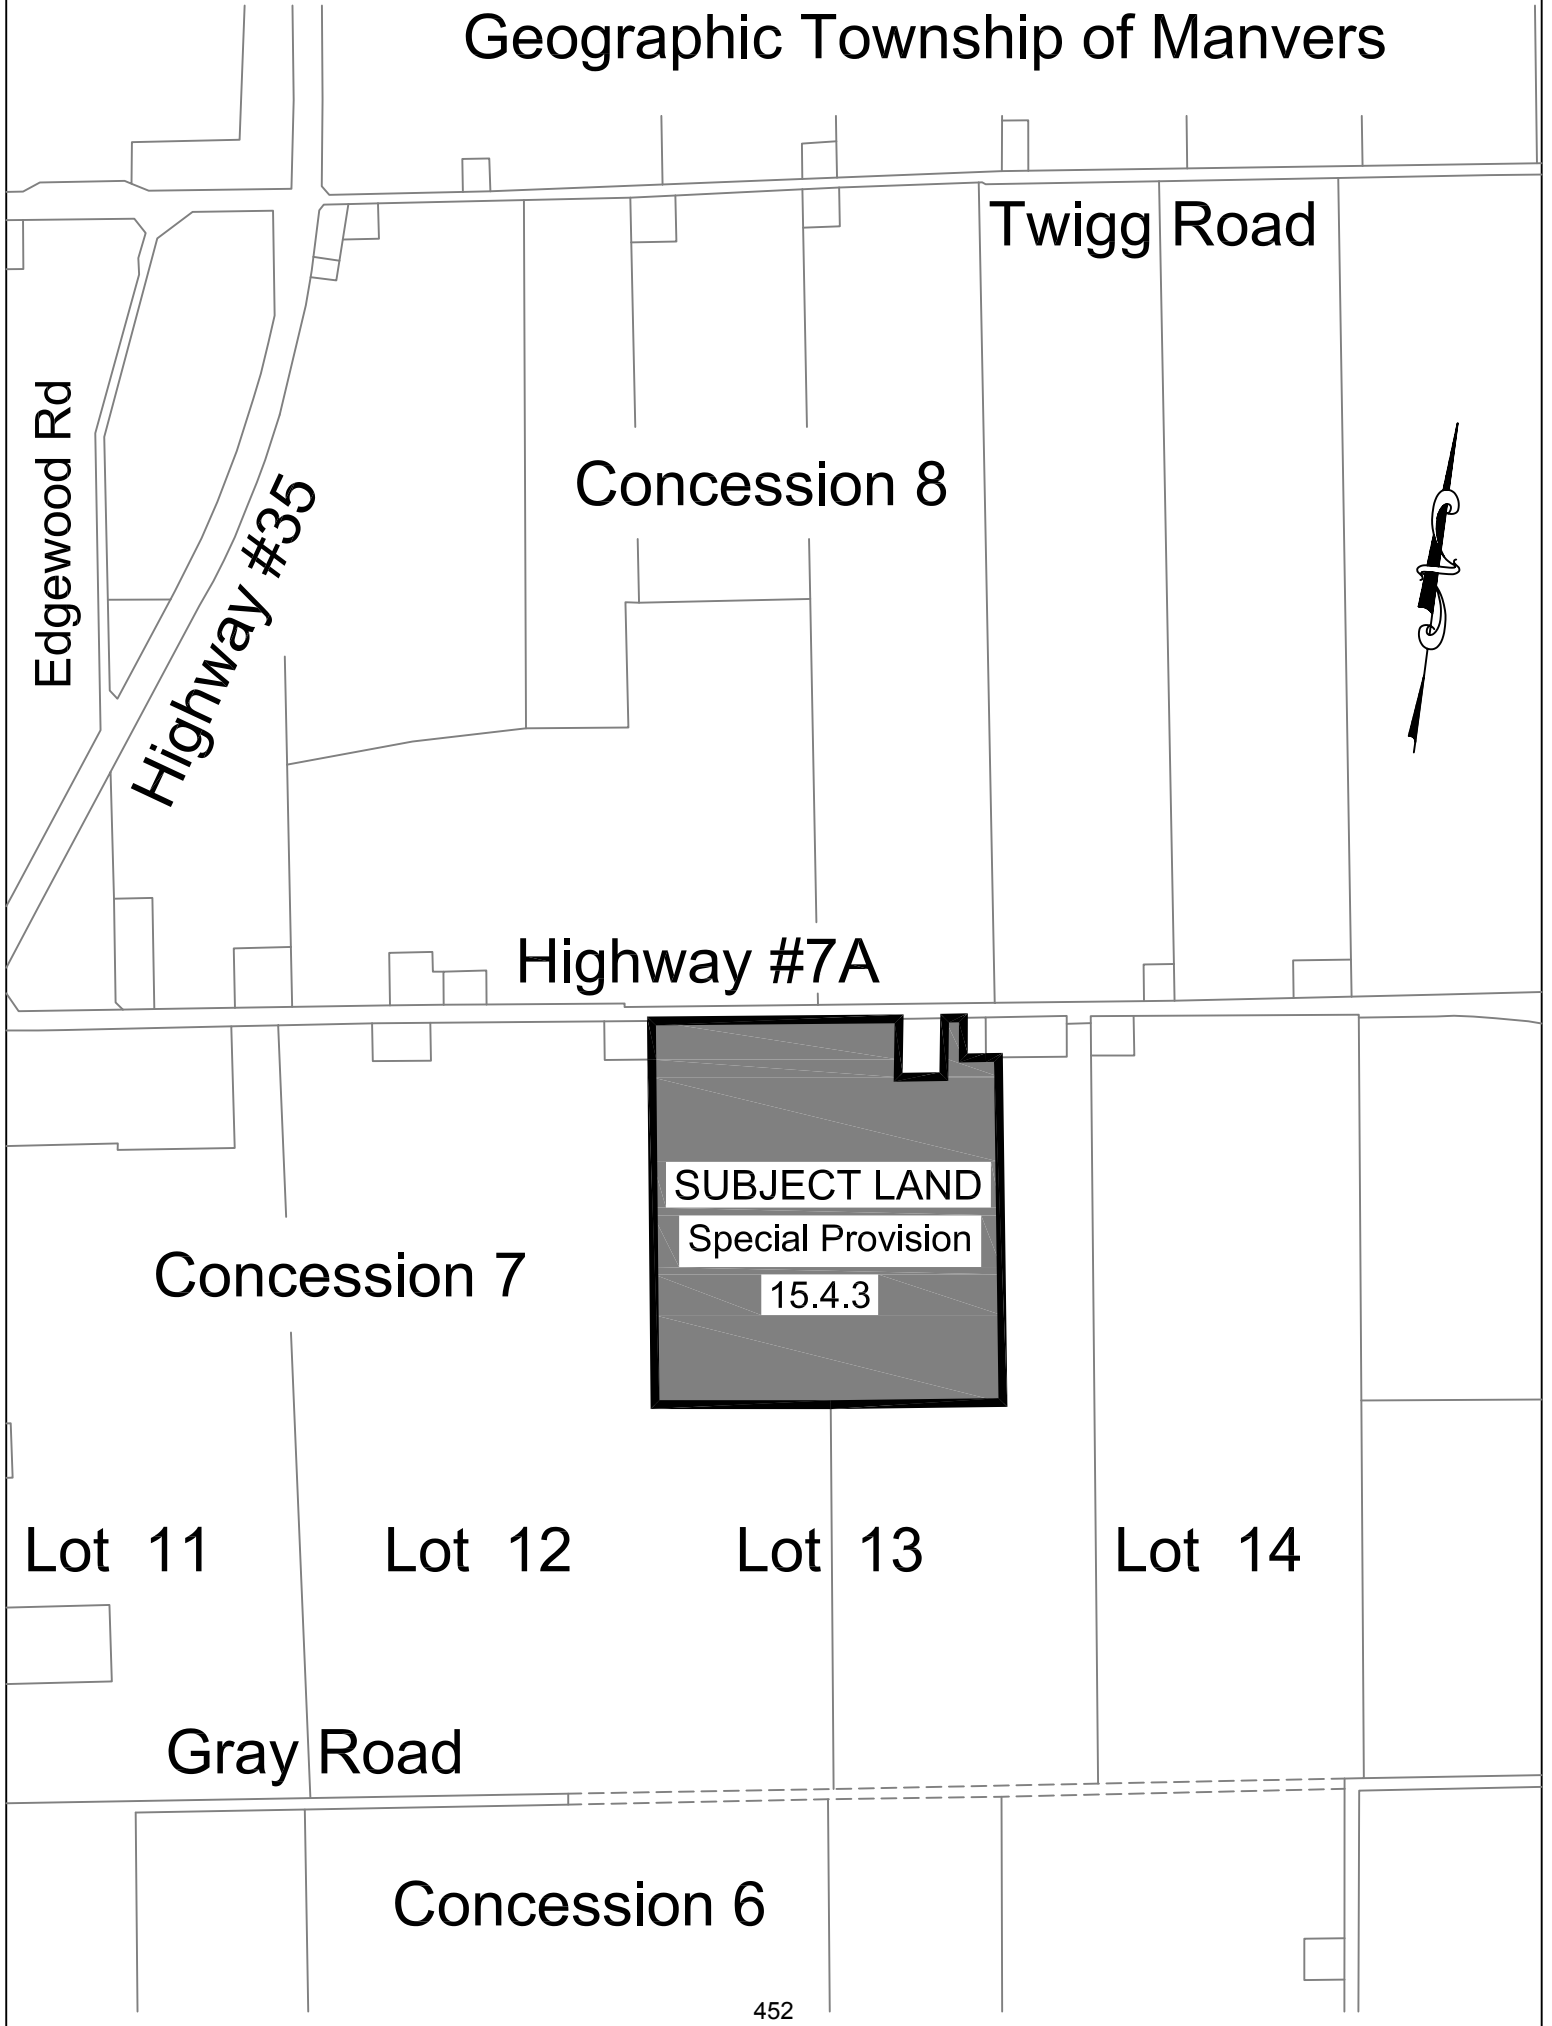 Geographic Township of Manvers
Twigg Road
Edgewood Rd
Highway #35
Concession 8
Highway #7A
SUBJECT LAND
Special Provision
15.4.3
Concession 7
Lot 11
Lot 12
Lot 13
Lot 14
Gray Road
Concession 6
452